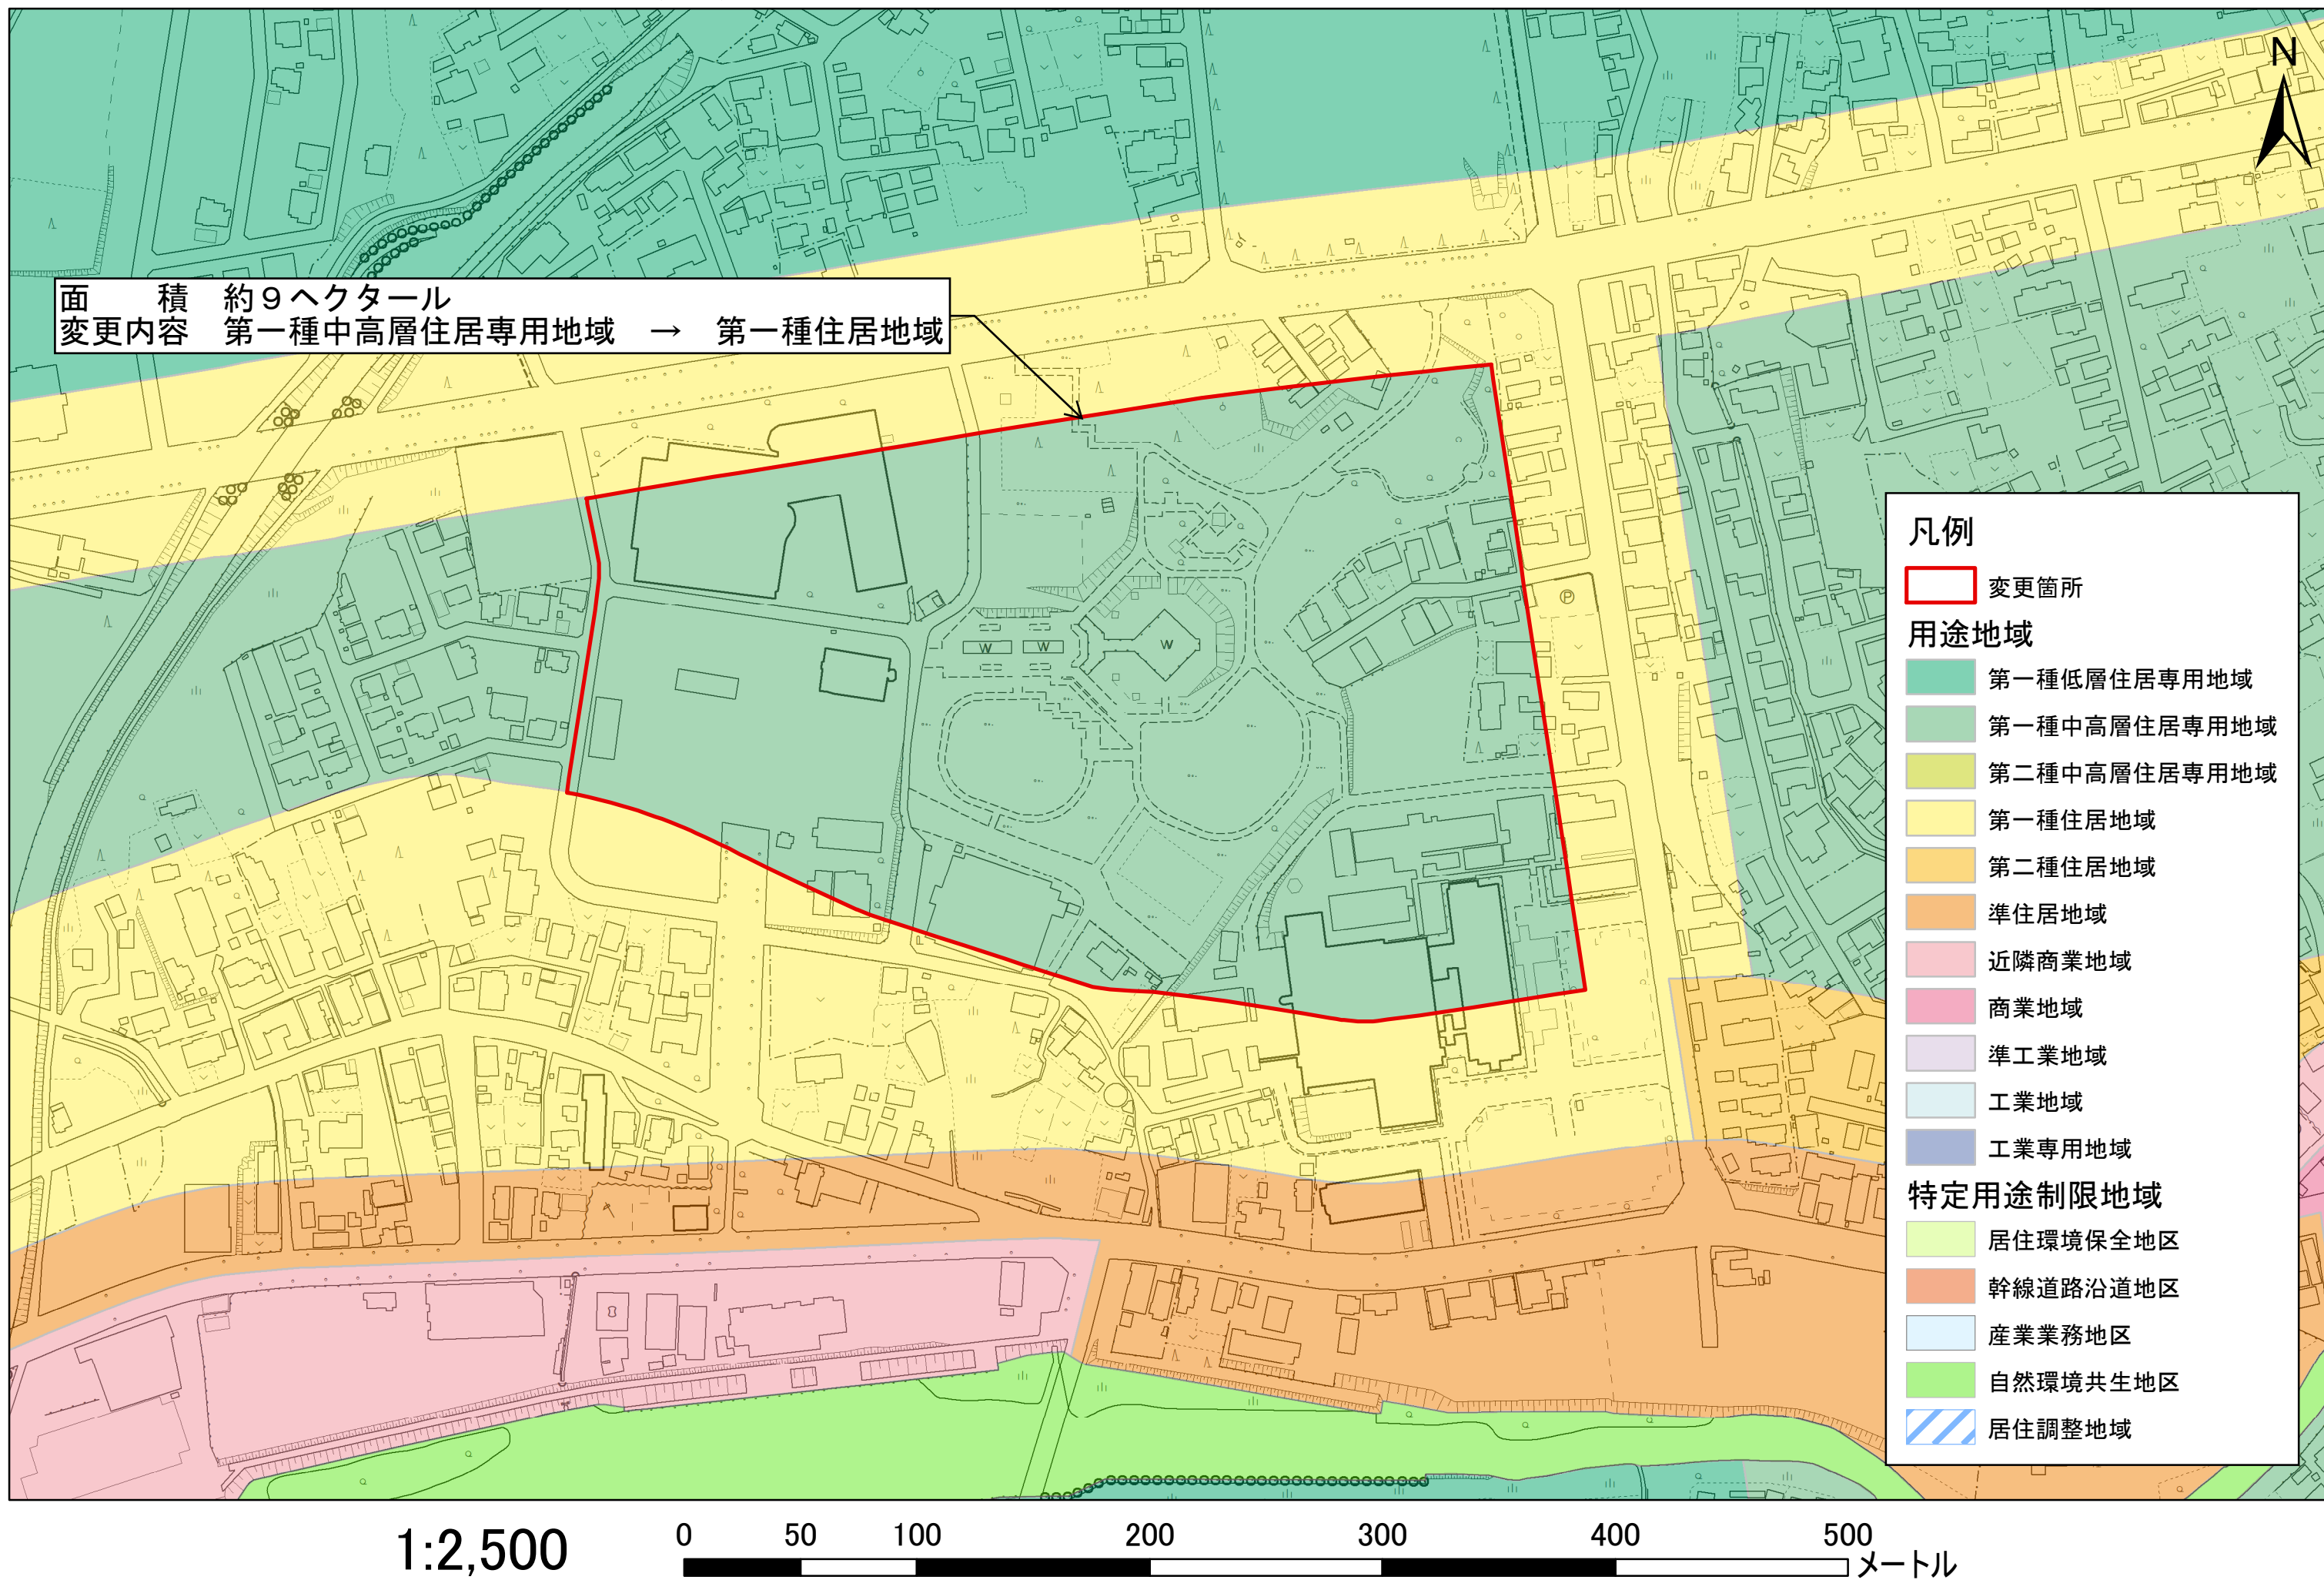 N
面　　積　約９ヘクタール
変更内容　第一種中高層住居専用地域　→　第一種住居地域
P
W W W
凡例
変更箇所
用途地域
第一種低層住居専用地域
第一種中高層住居専用地域
第二種中高層住居専用地域
第一種住居地域
第二種住居地域
準住居地域
近隣商業地域
商業地域
準工業地域
工業地域
工業専用地域
特定用途制限地域
居住環境保全地区
幹線道路沿道地区
産業業務地区
自然環境共生地区
居住調整地域
1:2,500
0 50 100 200 300 400 500
メートル